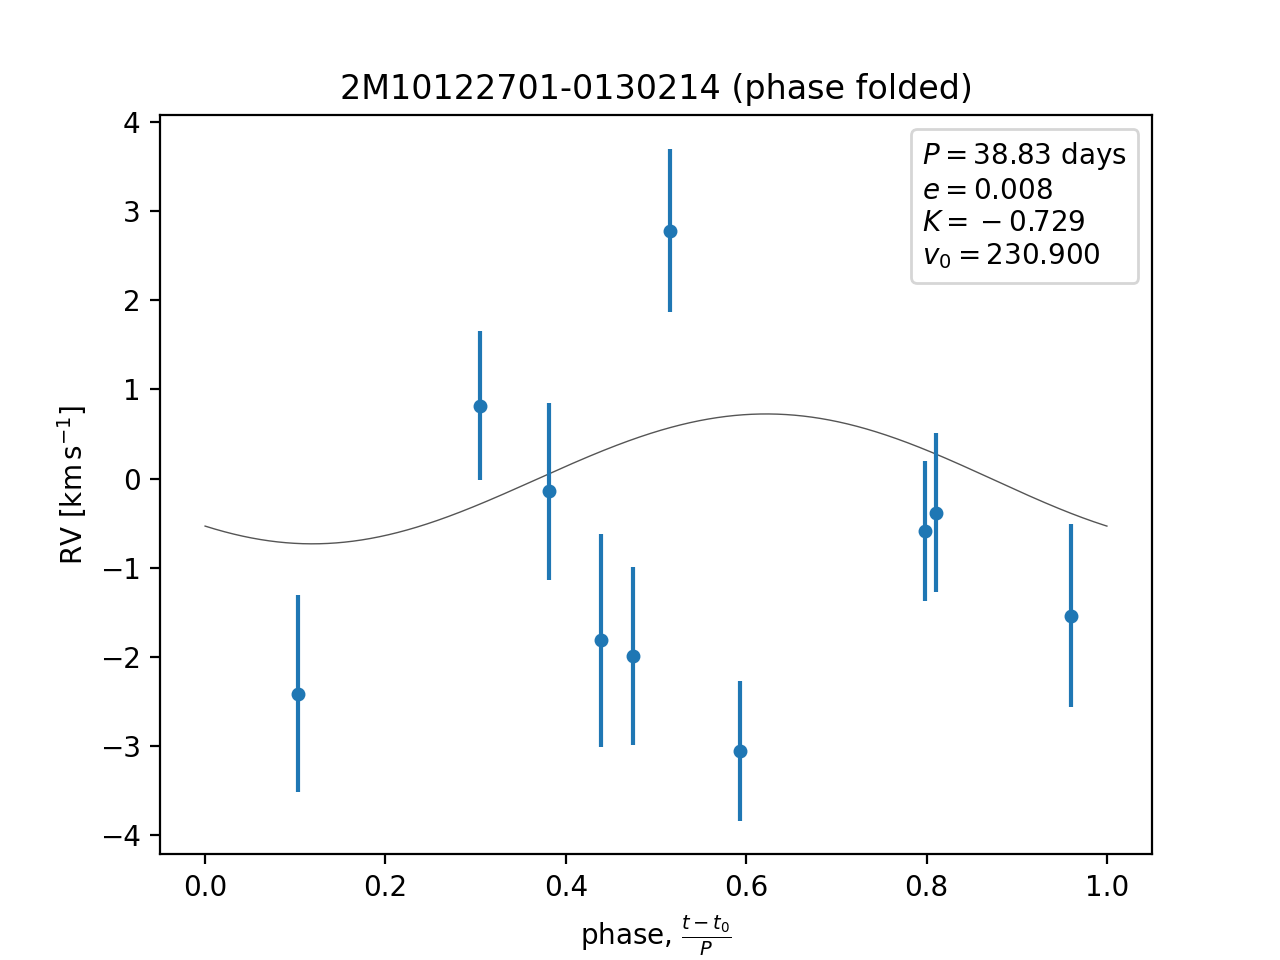 2M10122701-0130214 (phase folded)
P = 38.83 days
e = 0.008
K = −0.729
v₀ = 230.900
4
3
2
1
0
−1
−2
−3
−4
RV [km s⁻¹]
0.0 0.2 0.4 0.6 0.8 1.0
phase, (t − t₀)/P